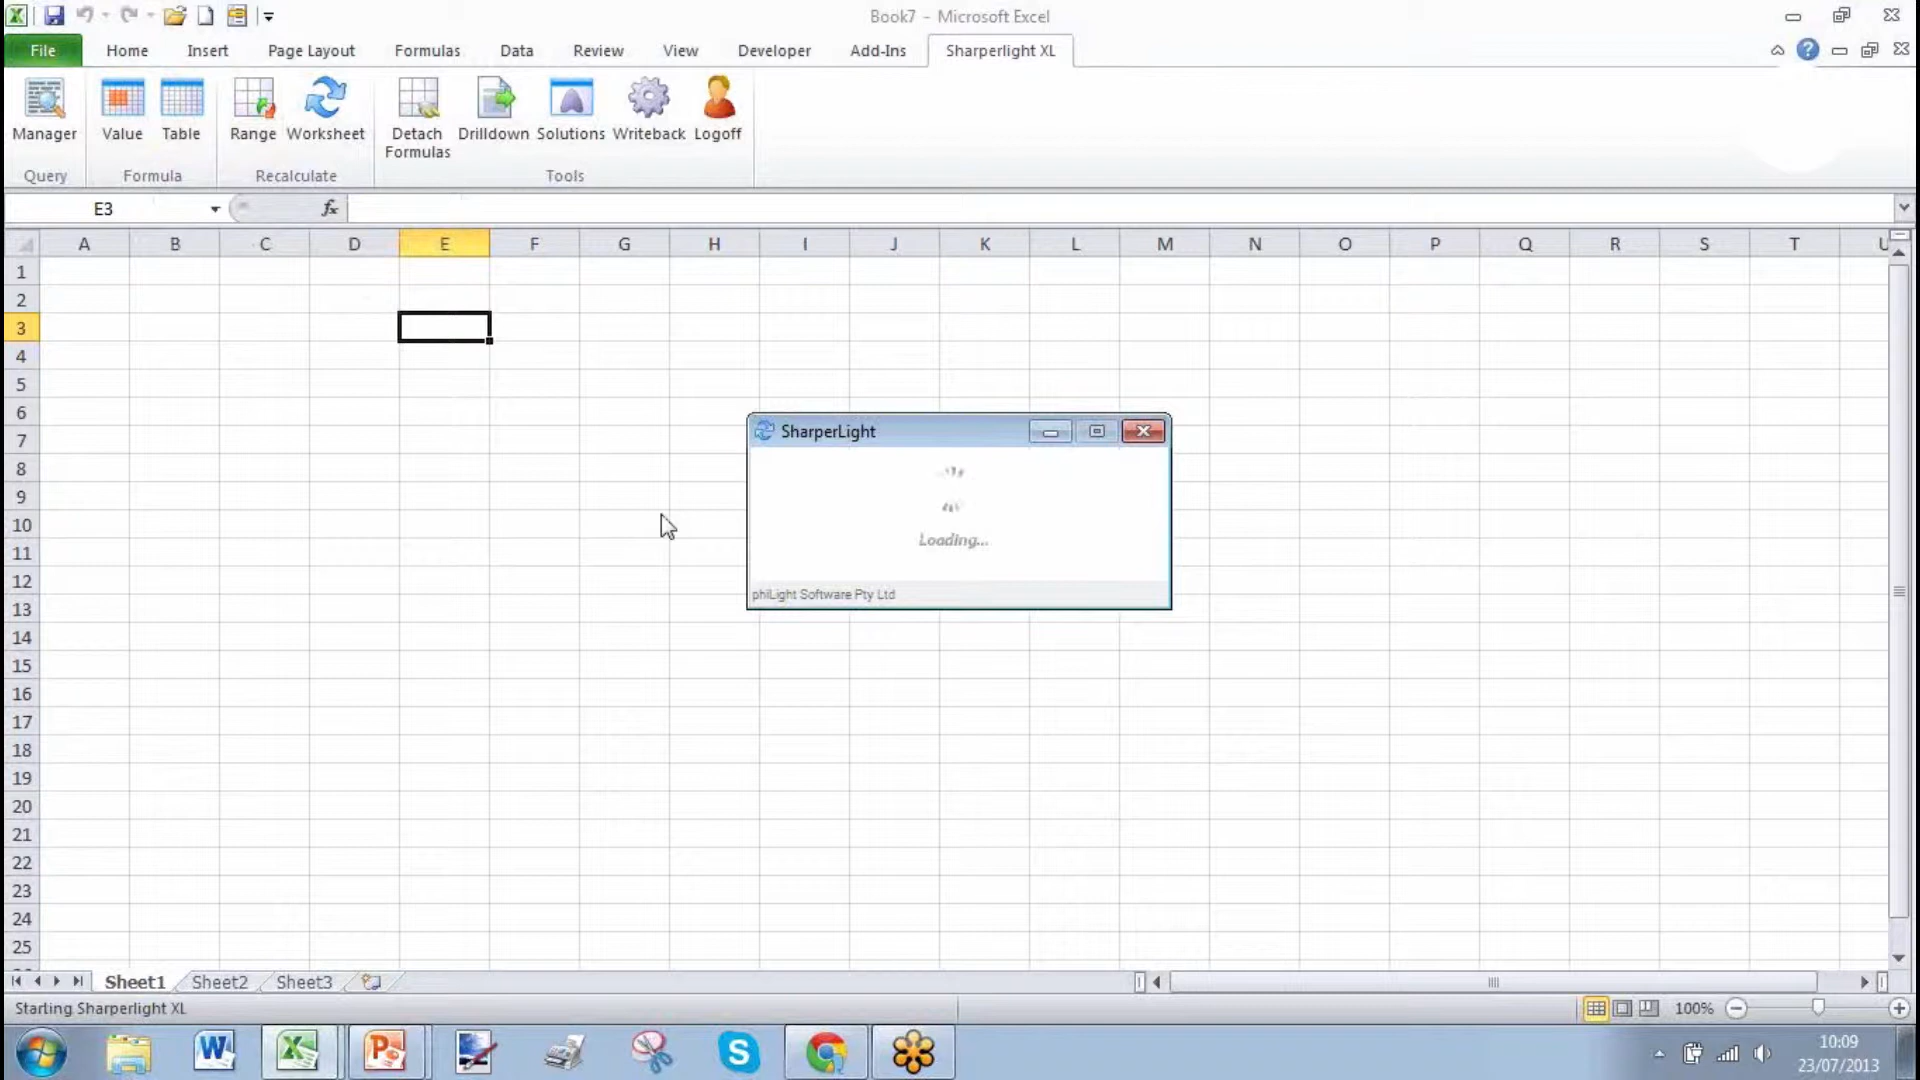 Book7 - Microsoft Excel
File Home Insert Page Layout Formulas Data Review View Developer Add-Ins Sharperlight XL
Manager Value Table Range Worksheet Detach Formulas Drilldown Solutions Writeback Logoff
Query Formula Recalculate Tools
E3 fx
A B C D E F G H I J K L M N O P Q R S T U
1
2
3
4
5
6
7
8
9
10
11
12
13
14
15
16
17
18
19
20
21
22
23
24
25
SharperLight
Loading...
phiLight Software Pty Ltd
Sheet1 Sheet2 Sheet3
Starting Sharperlight XL 100%
10:09
23/07/2013